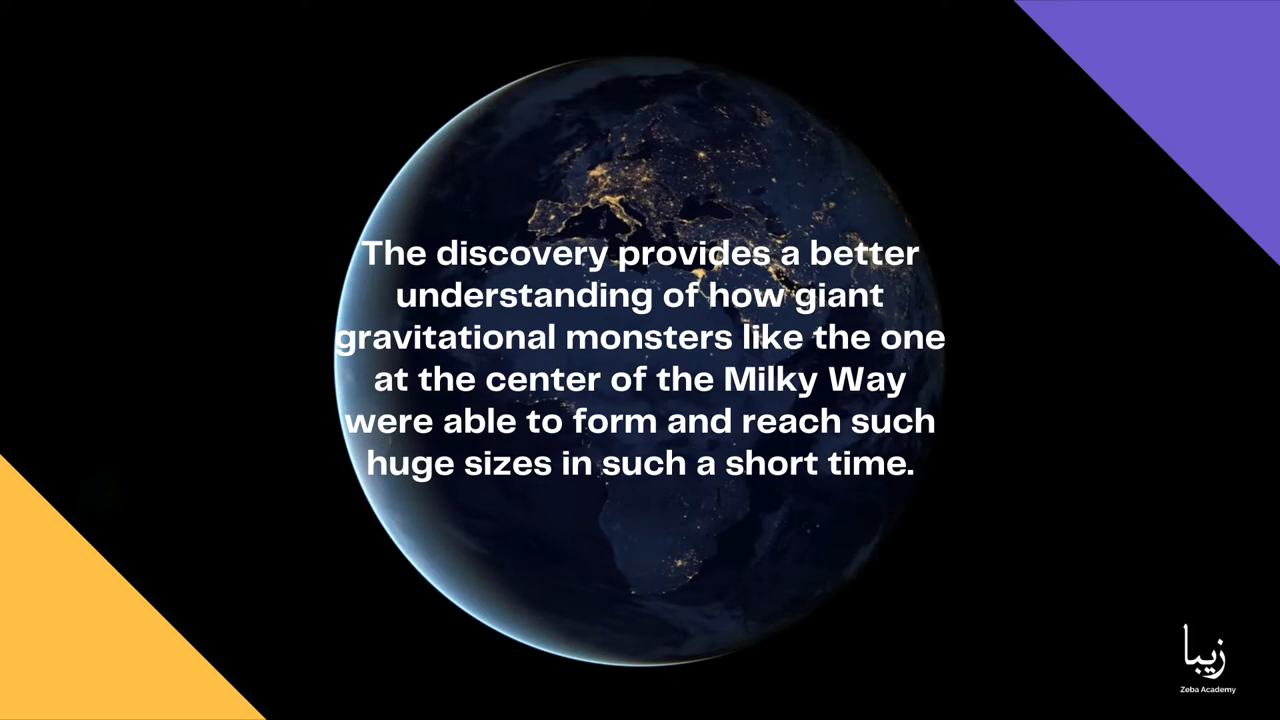 The discovery provides a better
understanding of how giant
gravitational monsters like the one
at the center of the Milky Way
were able to form and reach such
huge sizes in such a short time.
زيبا
Zeba Academy